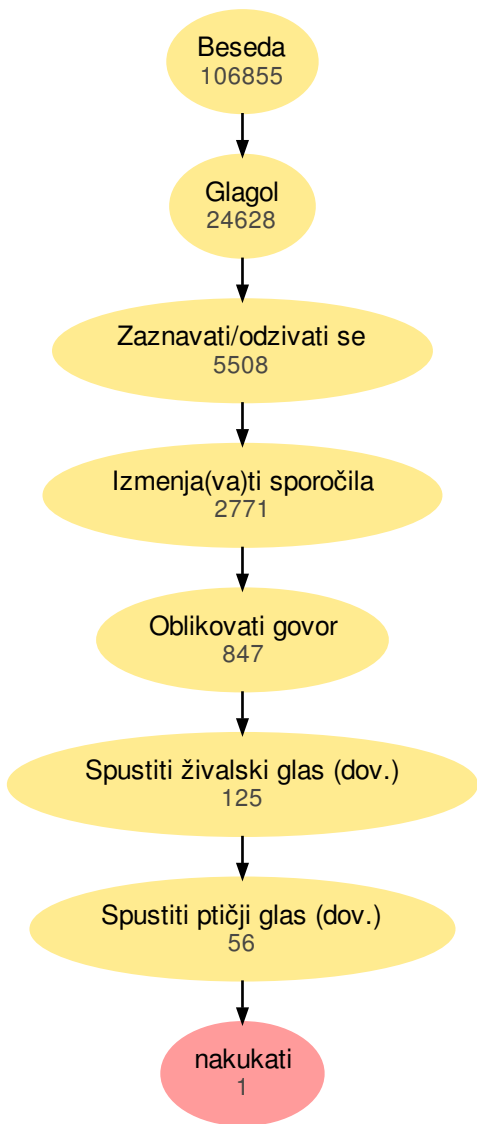 Beseda
106855
Glagol
24628
Zaznavati/odzivati se
5508
Izmenja(va)ti sporočila
2771
Oblikovati govor
847
Spustiti živalski glas (dov.)
125
Spustiti ptičji glas (dov.)
56
nakukati
1